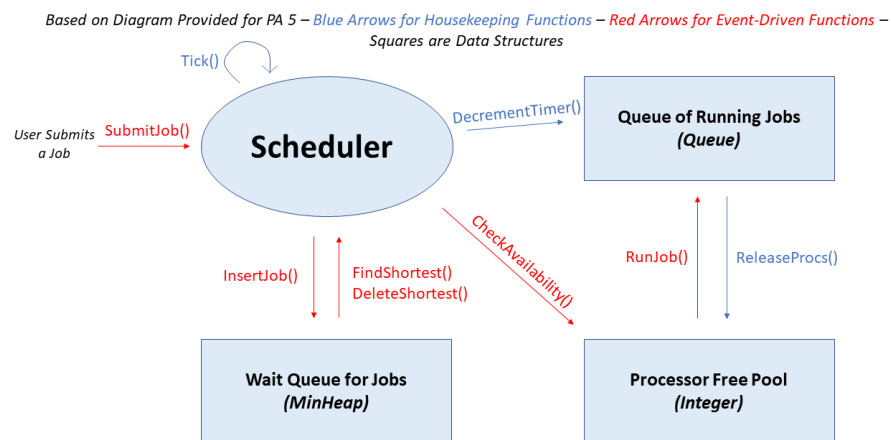 Based on Diagram Provided for PA 5 – Blue Arrows for Housekeeping Functions – Red Arrows for Event-Driven Functions –
Squares are Data Structures
Tick()
User Submits
a Job
SubmitJob()
Scheduler
DecrementTimer()
Queue of Running Jobs
(Queue)
InsertJob()
FindShortest()
DeleteShortest()
CheckAvailability()
RunJob()
ReleaseProcs()
Wait Queue for Jobs
(MinHeap)
Processor Free Pool
(Integer)